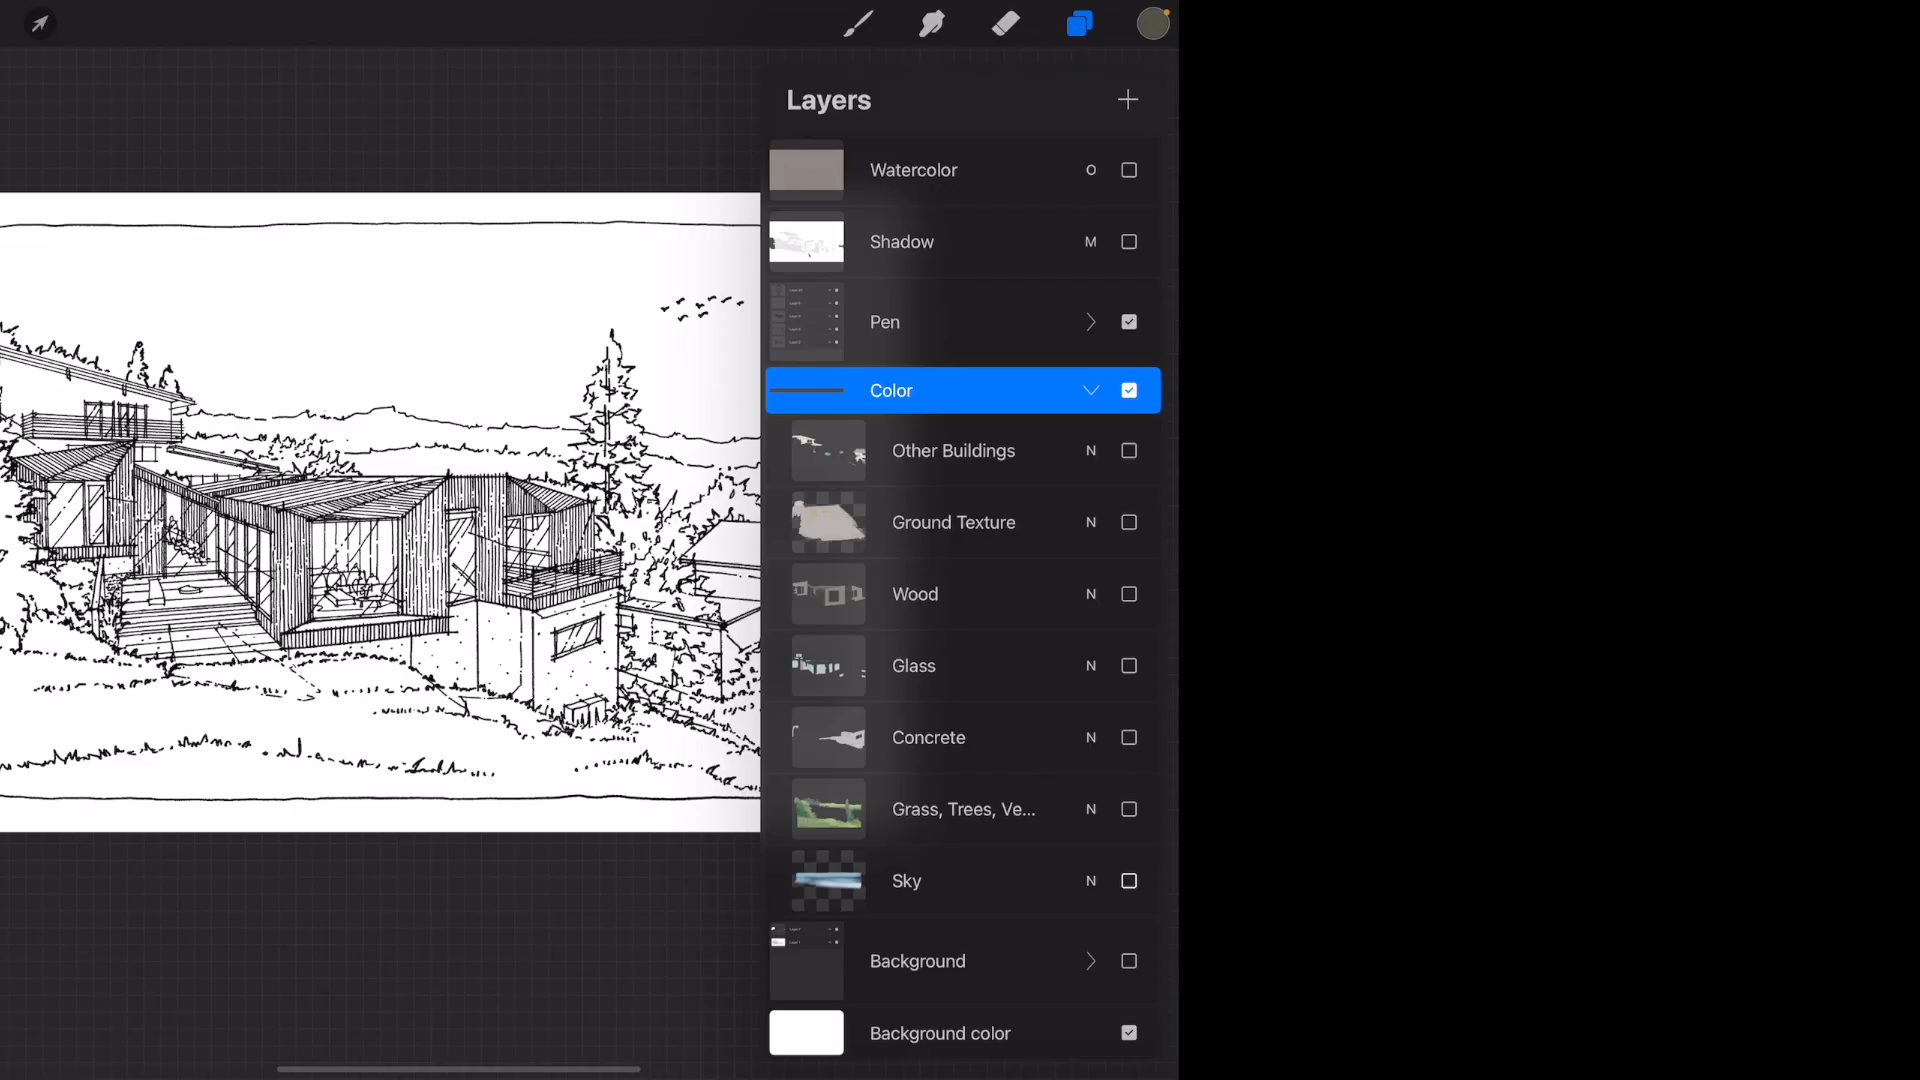 Layers
Watercolor O
Shadow M
Pen
Color
Other Buildings N
Ground Texture N
Wood N
Glass N
Concrete N
Grass, Trees, Ve... N
Sky N
Background
Background color